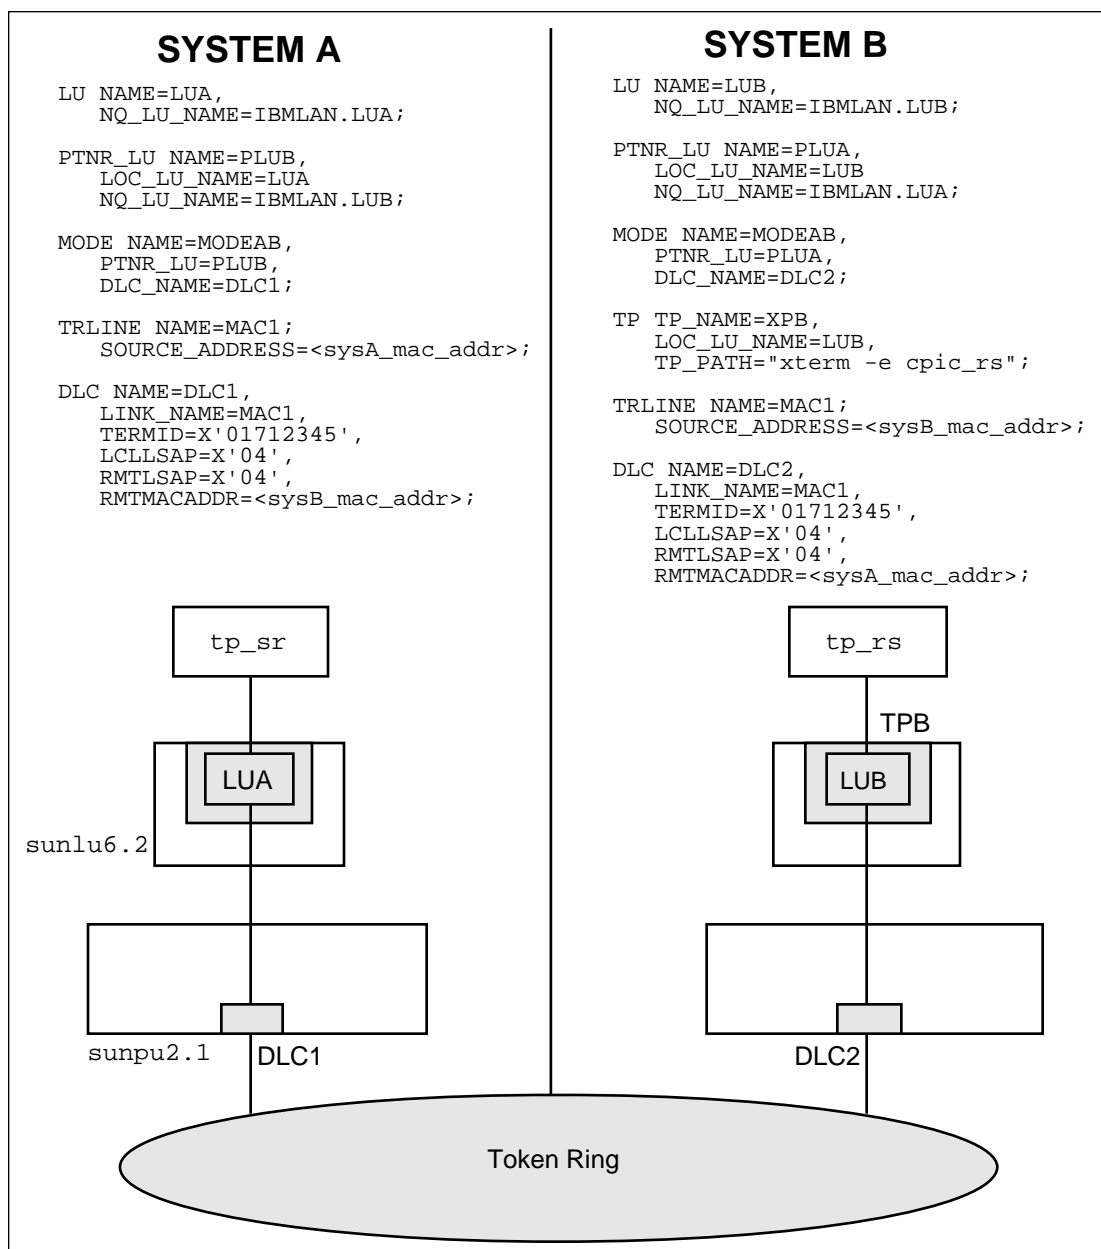 SYSTEM A
LU NAME=LUA,
NQ_LU_NAME=IBMLAN.LUA;
PTNR_LU NAME=PLUB,
LOC_LU_NAME=LUA
NQ_LU_NAME=IBMLAN.LUB;
MODE NAME=MODEAB,
PTNR_LU=PLUB,
DLC_NAME=DLC1;
TRLINE NAME=MAC1;
SOURCE_ADDRESS=<sysA_mac_addr>;
DLC NAME=DLC1,
LINK_NAME=MAC1,
TERMID=X'01712345',
LCLLSAP=X'04',
RMTLSAP=X'04',
RMTMACADDR=<sysB_mac_addr>;
tp_sr
LUA
sunlu6.2
sunpu2.1
DLC1
SYSTEM B
LU NAME=LUB,
NQ_LU_NAME=IBMLAN.LUB;
PTNR_LU NAME=PLUA,
LOC_LU_NAME=LUB
NQ_LU_NAME=IBMLAN.LUA;
MODE NAME=MODEAB,
PTNR_LU=PLUA,
DLC_NAME=DLC2;
TP TP_NAME=XPB,
LOC_LU_NAME=LUB,
TP_PATH="xterm -e cpic_rs";
TRLINE NAME=MAC1;
SOURCE_ADDRESS=<sysB_mac_addr>;
DLC NAME=DLC2,
LINK_NAME=MAC1,
TERMID=X'01712345',
LCLLSAP=X'04',
RMTLSAP=X'04',
RMTMACADDR=<sysA_mac_addr>;
tp_rs
TPB
LUB
DLC2
Token Ring